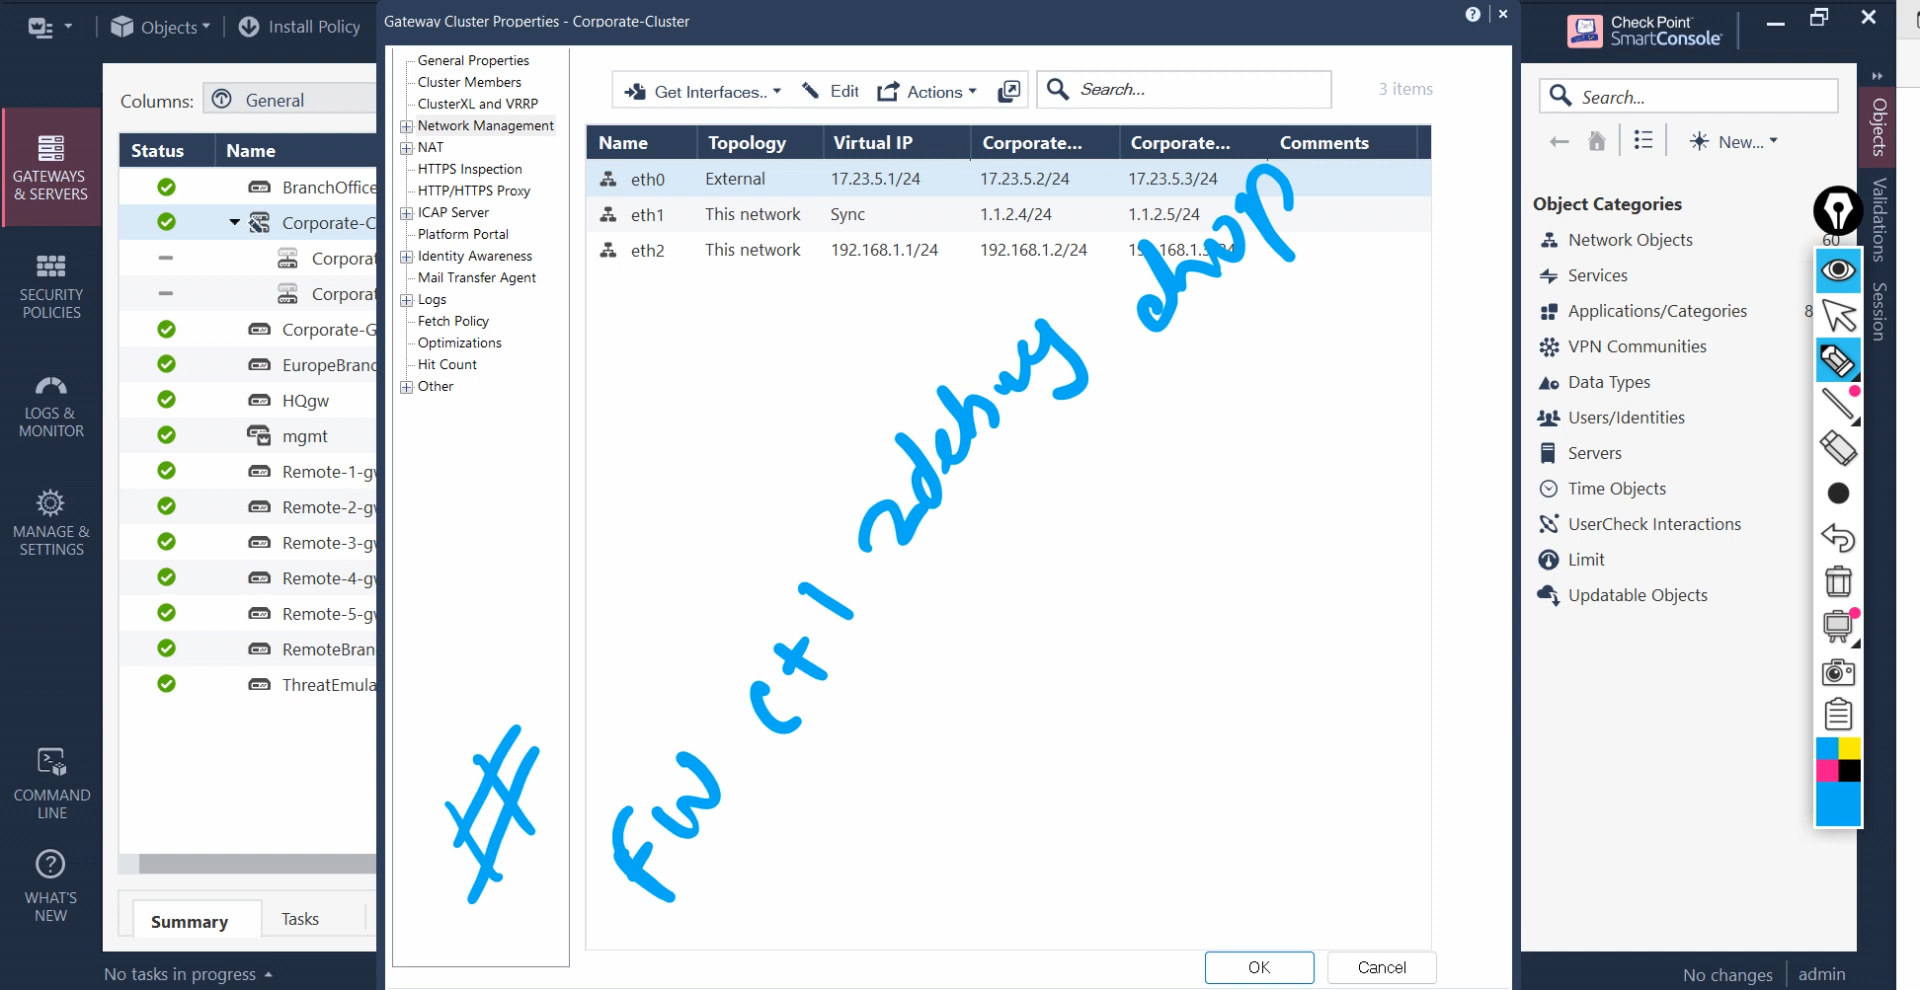 Objects
Install Policy
Gateway Cluster Properties - Corporate-Cluster
Check Point
SmartConsole
Columns:
General
Status
Name
BranchOffice
Corporate-C
Corporat
Corporat
Corporate-G
EuropeBranc
HQgw
mgmt
Remote-1-gw
Remote-2-gw
Remote-3-gw
Remote-4-gw
Remote-5-gw
RemoteBran
ThreatEmula
Summary
Tasks
No tasks in progress
GATEWAYS
& SERVERS
SECURITY
POLICIES
LOGS &
MONITOR
MANAGE &
SETTINGS
COMMAND
LINE
WHAT'S
NEW
General Properties
Cluster Members
ClusterXL and VRRP
Network Management
NAT
HTTPS Inspection
HTTP/HTTPS Proxy
ICAP Server
Platform Portal
Identity Awareness
Mail Transfer Agent
Logs
Fetch Policy
Optimizations
Hit Count
Other
Get Interfaces..
Edit
Actions
Search...
3 items
Name Topology Virtual IP Corporate... Corporate... Comments
eth0 External 17.23.5.1/24 17.23.5.2/24 17.23.5.3/24
eth1 This network Sync 1.1.2.4/24 1.1.2.5/24
eth2 This network 192.168.1.1/24 192.168.1.2/24
# fw ctl zdebug drop
OK
Cancel
Search...
New...
Object Categories
Network Objects 60
Services
Applications/Categories 8
VPN Communities
Data Types
Users/Identities
Servers
Time Objects
UserCheck Interactions
Limit
Updatable Objects
Objects
Validations
Session
No changes
admin